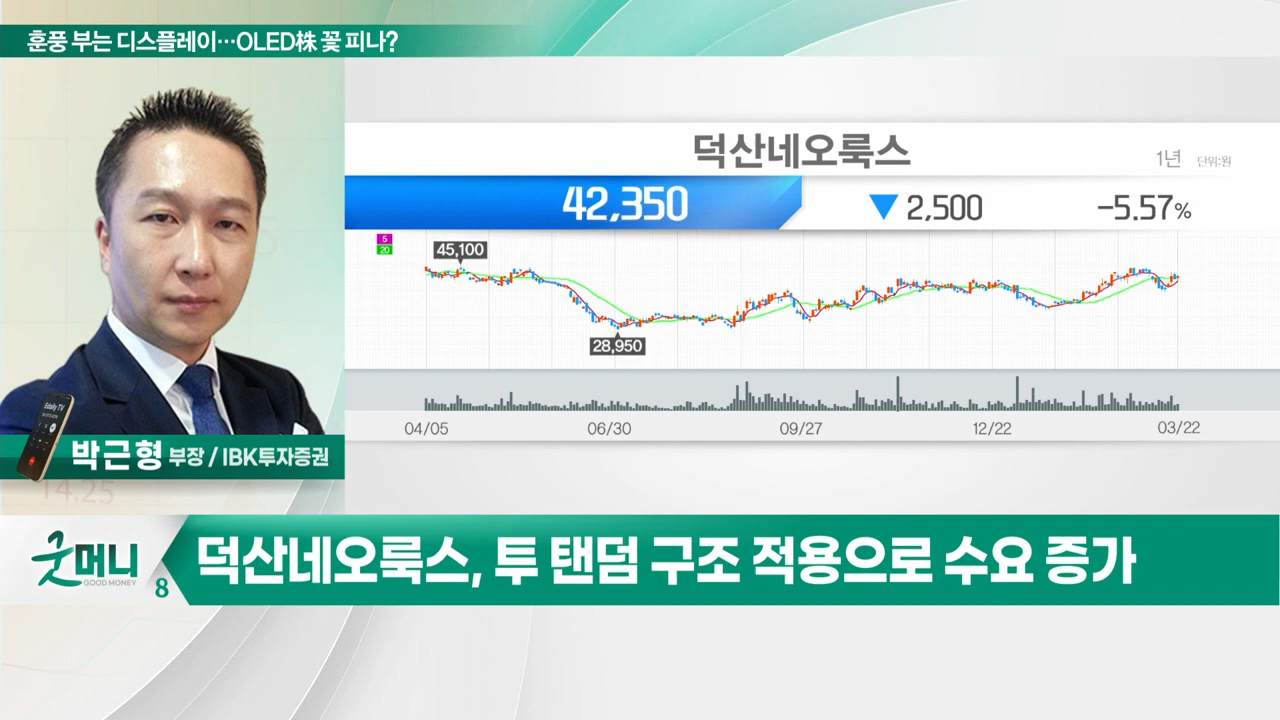 훈풍 부는 디스플레이…OLED株 꽃 피나?
덕산네오룩스
1년 단위:원
42,350 ▼ 2,500 -5.57%
5
20
45,100
28,950
04/05 06/30 09/27 12/22 03/22
Edaily TV
박근형 부장 / IBK투자증권
14.25
굿머니
GOOD MONEY
8
덕산네오룩스, 투 탠덤 구조 적용으로 수요 증가